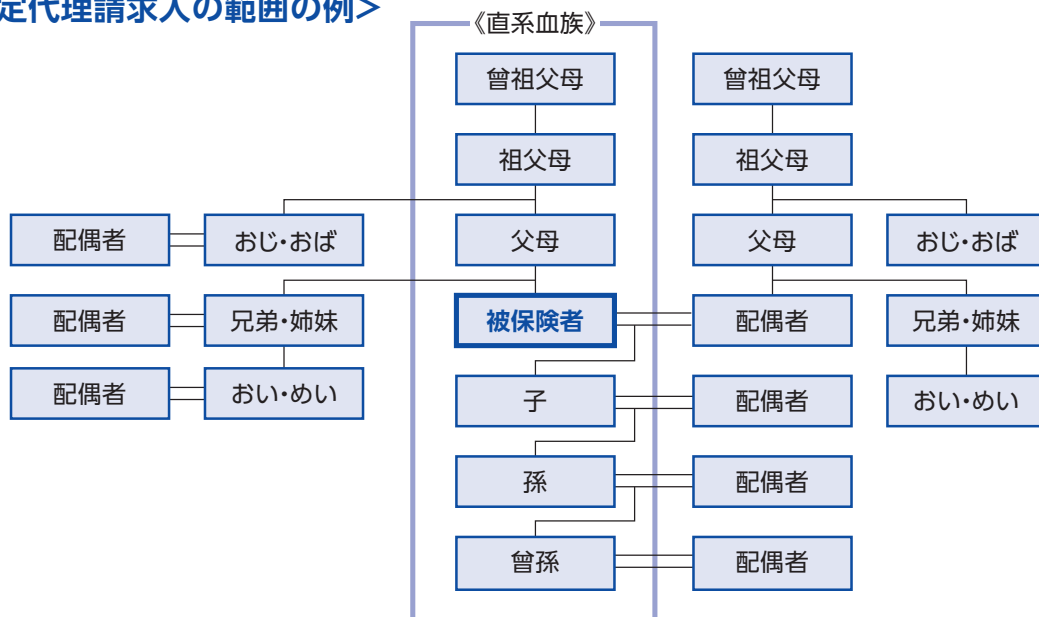 定代理請求人の範囲の例>
《直系血族》
曾祖父母
曾祖父母
祖父母
祖父母
配偶者
おじ・おば
父母
父母
おじ・おば
配偶者
兄弟・姉妹
被保険者
配偶者
兄弟・姉妹
配偶者
おい・めい
子
配偶者
おい・めい
孫
配偶者
曾孫
配偶者